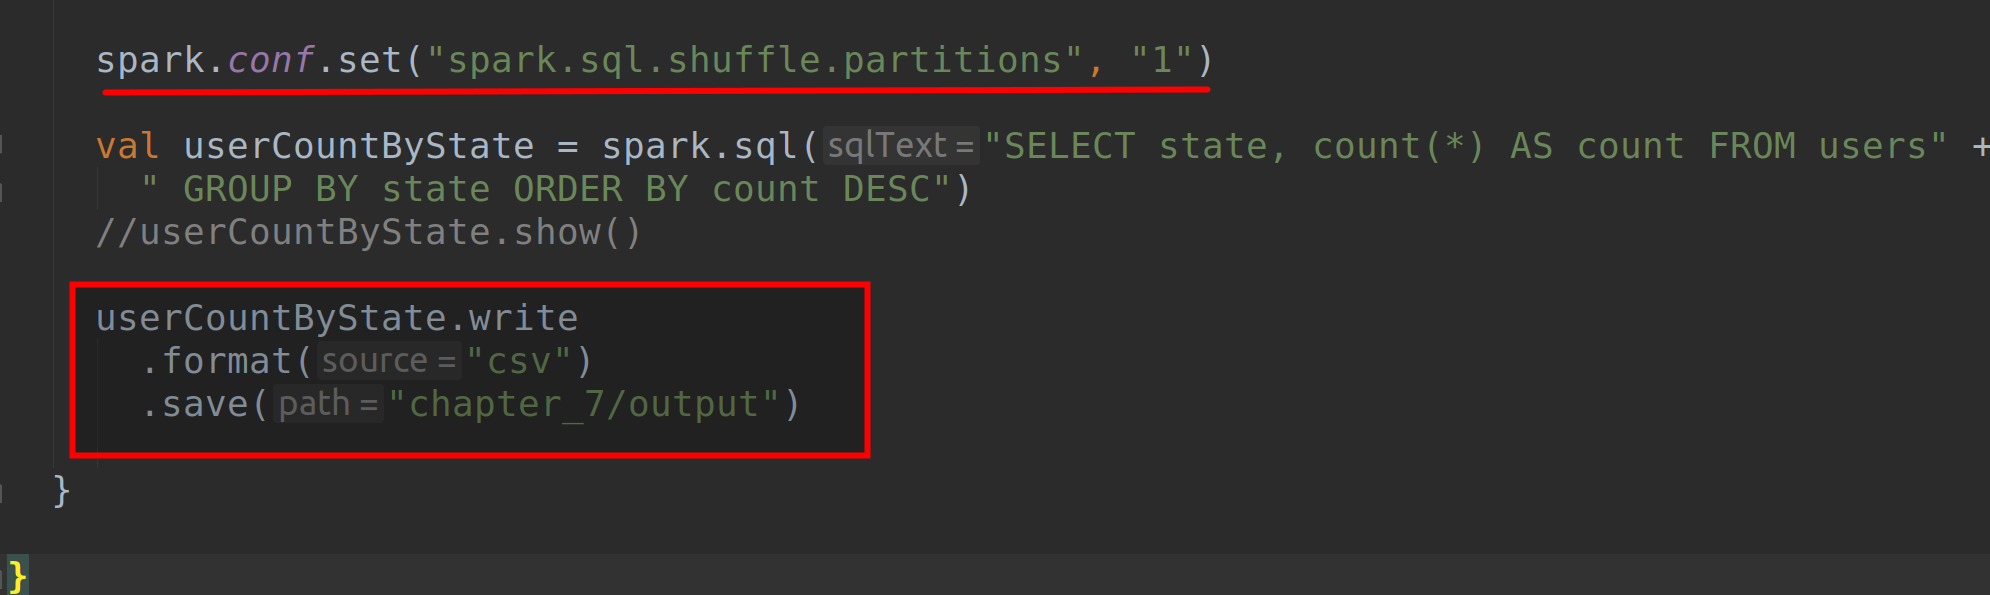 spark.conf.set("spark.sql.shuffle.partitions", "1")
val userCountByState = spark.sql( sqlText = "SELECT state, count(*) AS count FROM users" +
" GROUP BY state ORDER BY count DESC")
//userCountByState.show()
userCountByState.write
.format( source = "csv")
.save( path = "chapter_7/output")
}
}